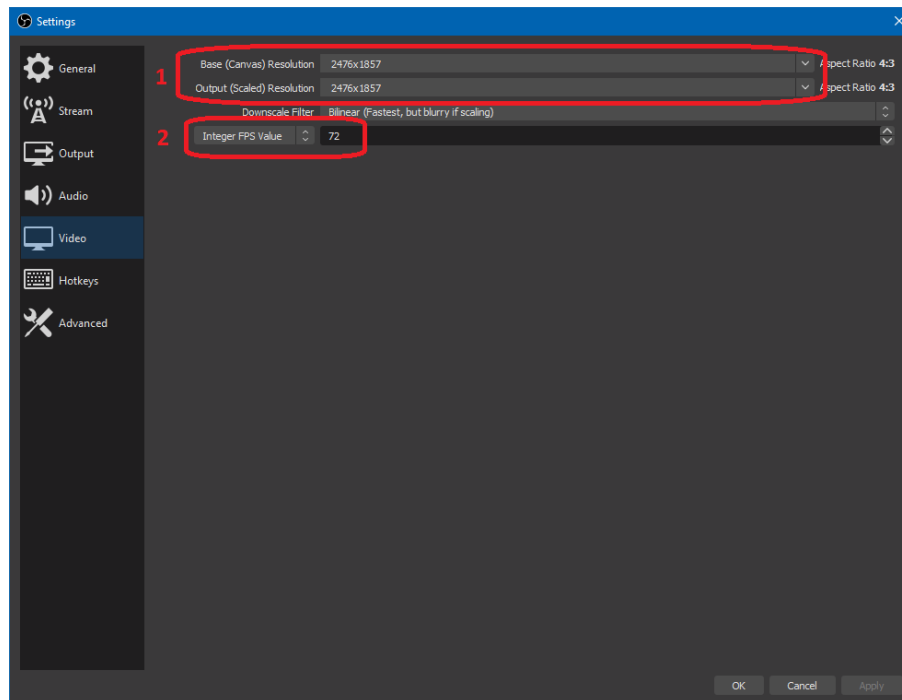 Settings
General
Stream
Output
Audio
Video
Hotkeys
Advanced
1
Base (Canvas) Resolution 2476x1857 Aspect Ratio 4:3
Output (Scaled) Resolution 2476x1857 Aspect Ratio 4:3
Downscale Filter Bilinear (Fastest, but blurry if scaling)
2 Integer FPS Value 72
OK Cancel Apply